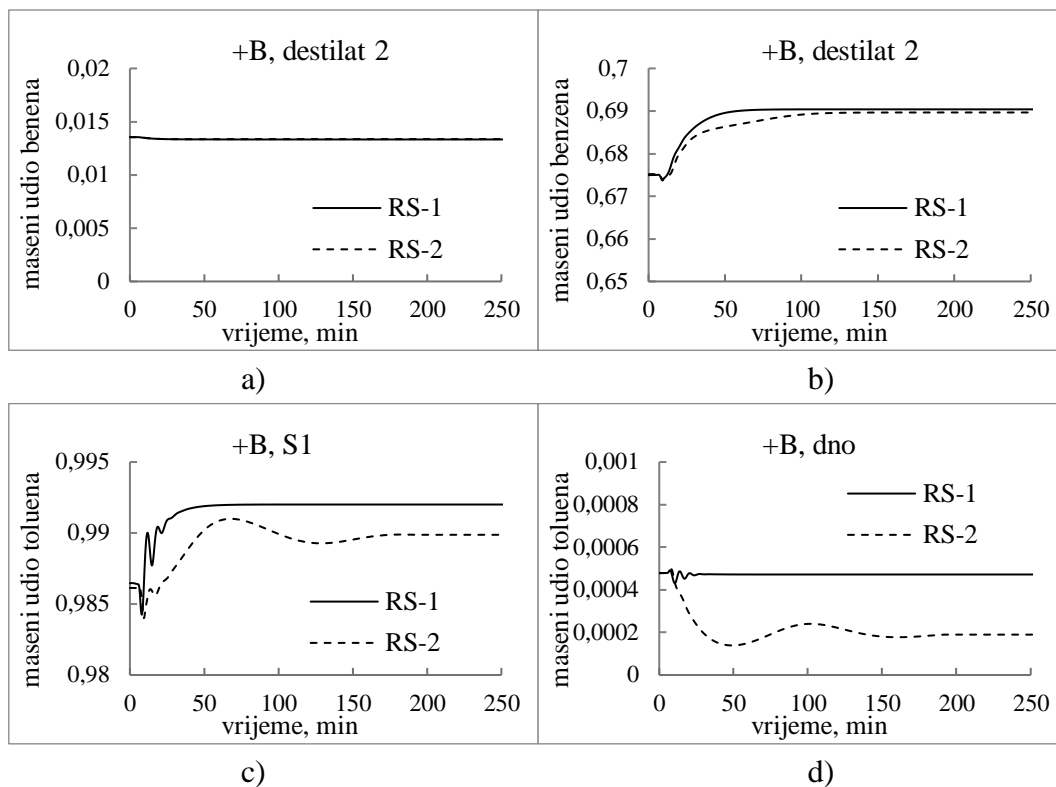 +B, destilat 2
maseni udio benena
0,02
0,015
0,01
0,005
0
RS-1
RS-2
0 50 100 150 200 250
vrijeme, min
a)
+B, destilat 2
maseni udio benzena
0,7
0,69
0,68
0,67
0,66
0,65
RS-1
RS-2
0 50 100 150 200 250
vrijeme, min
b)
+B, S1
maseni udio toluena
0,995
0,99
0,985
0,98
RS-1
RS-2
0 50 100 150 200 250
vrijeme, min
c)
+B, dno
maseni udio toluena
0,001
0,0008
0,0006
0,0004
0,0002
0
RS-1
RS-2
0 50 100 150 200 250
vrijeme, min
d)